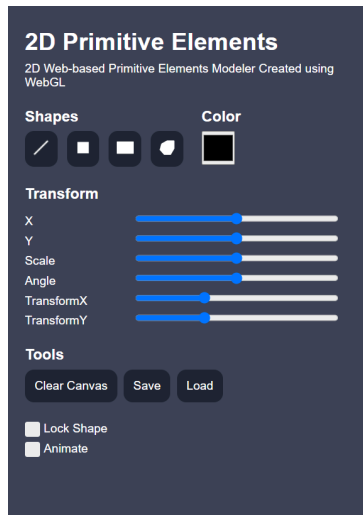 2D Primitive Elements
2D Web-based Primitive Elements Modeler Created using
WebGL
Shapes Color
Transform
X
Y
Scale
Angle
TransformX
TransformY
Tools
Clear Canvas Save Load
Lock Shape
Animate